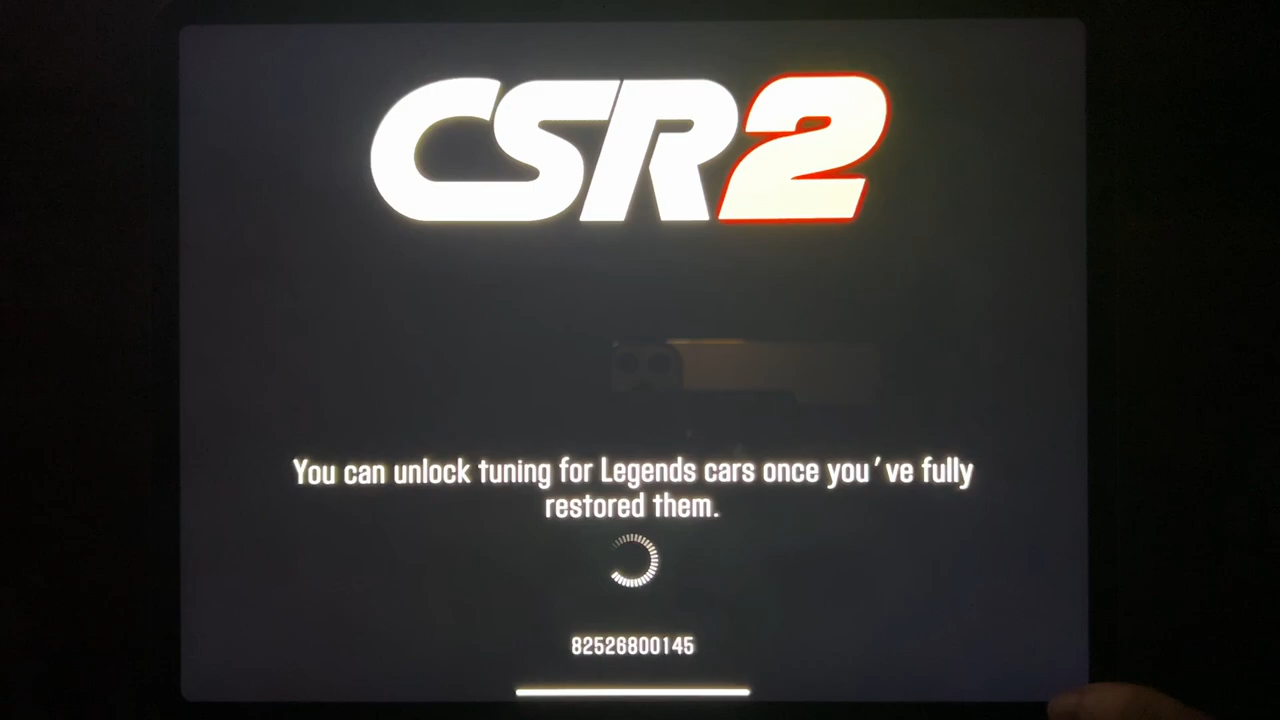 CSR2
You can unlock tuning for Legends cars once you've fully
restored them.
82526800145